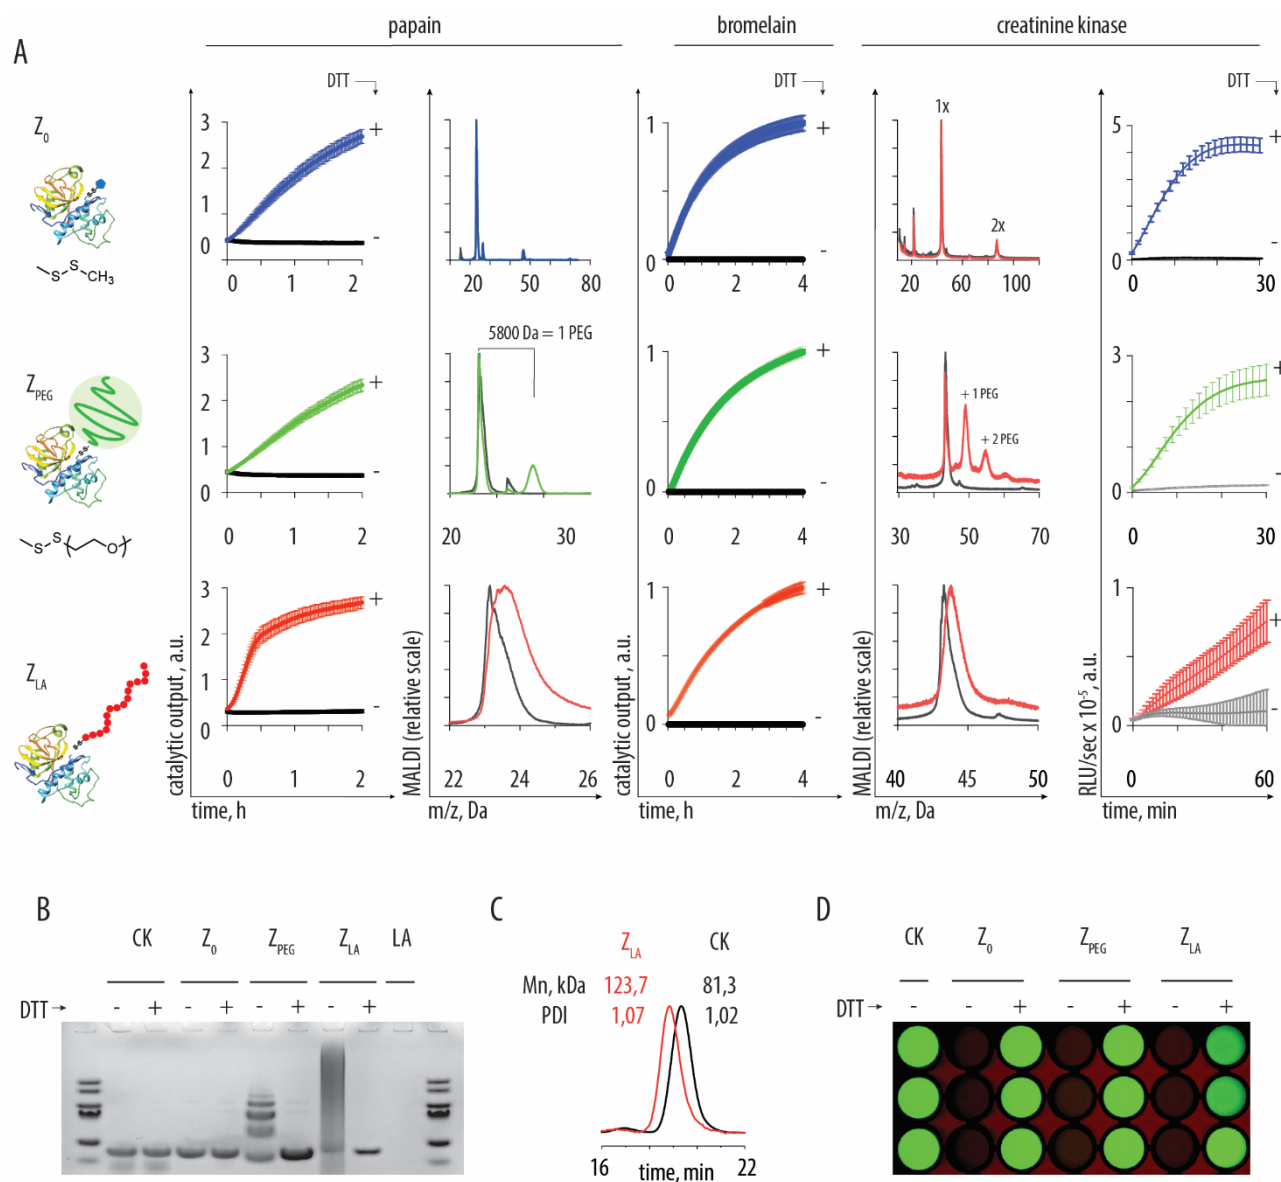 papain bromelain creatinine kinase
A
DTT DTT DTT
Z0
3 + 1 + 1x 5 +
2 2x
1
0 - 0 - 0 -
S S CH3
0 1 2 20 40 60 80 0 2 4 20 60 100 0 30
ZPEG
3 + 5800 Da = 1 PEG 1 + + 1 PEG 3 +
2 + 2 PEG
1
0 - 0 - 0 -
S S O
0 1 2 20 30 0 2 4 30 50 70 0 30
ZLA
3 + 1 + 1 +
2
1
0 - 0 - 0 -
0 1 2 22 24 26 0 2 4 40 45 50 0 60
catalytic output, a.u. MALDI (relative scale) catalytic output, a.u. MALDI (relative scale) RLU/sec x 10-5, a.u.
time, h m/z, Da time, h m/z, Da time, min
B
CK Z0 ZPEG ZLA LA
DTT - + - + - + - +
C
ZLA CK
Mn, kDa 123,7 81,3
PDI 1,07 1,02
16 time, min 22
D
CK Z0 ZPEG ZLA
DTT - - + - + - +